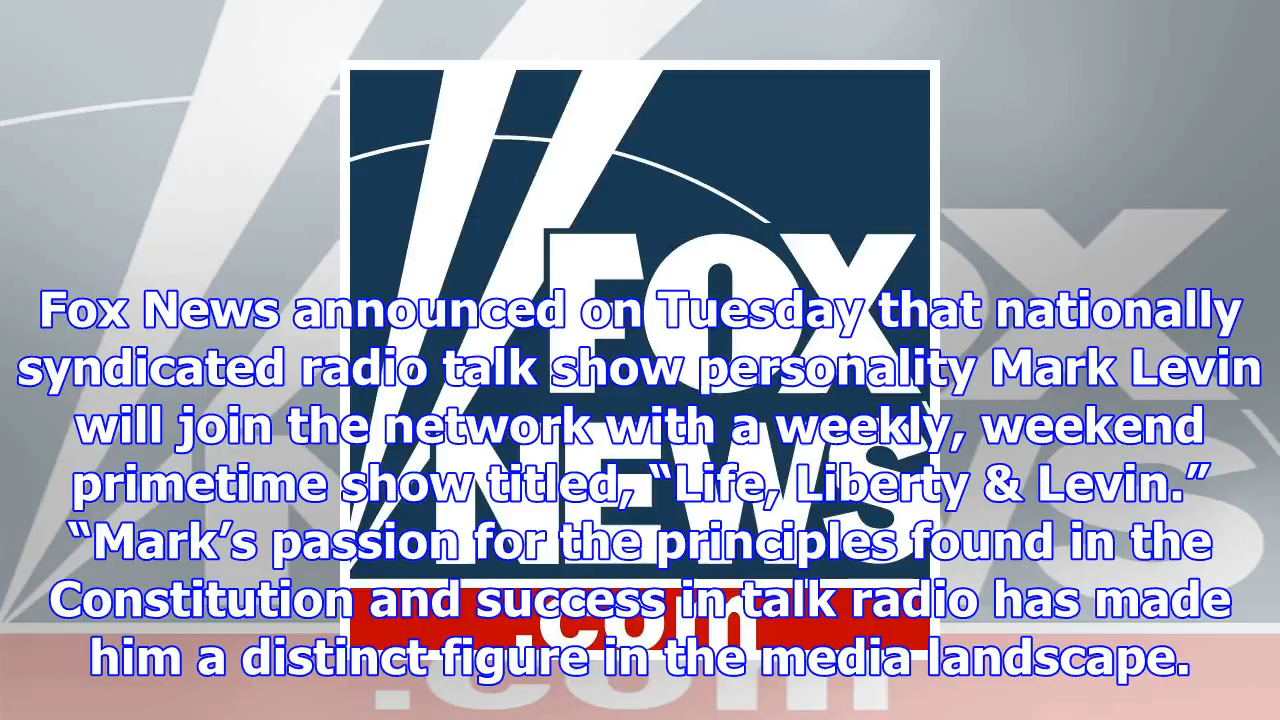 FOX
NEWS
.com
Fox News announced on Tuesday that nationally
syndicated radio talk show personality Mark Levin
will join the network with a weekly, weekend
primetime show titled, “Life, Liberty & Levin.”
“Mark’s passion for the principles found in the
Constitution and success in talk radio has made
him a distinct figure in the media landscape.